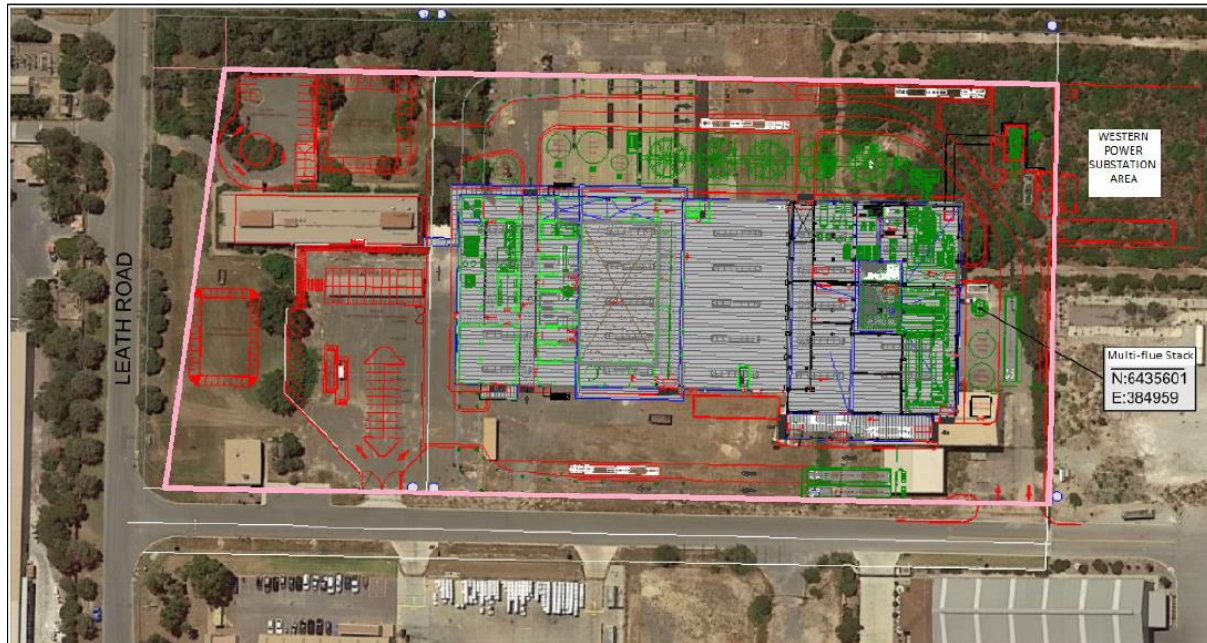 WESTERN
POWER
SUBSTATION
AREA
LEATH ROAD
Multi-flue Stack
N:6435601
E:384959